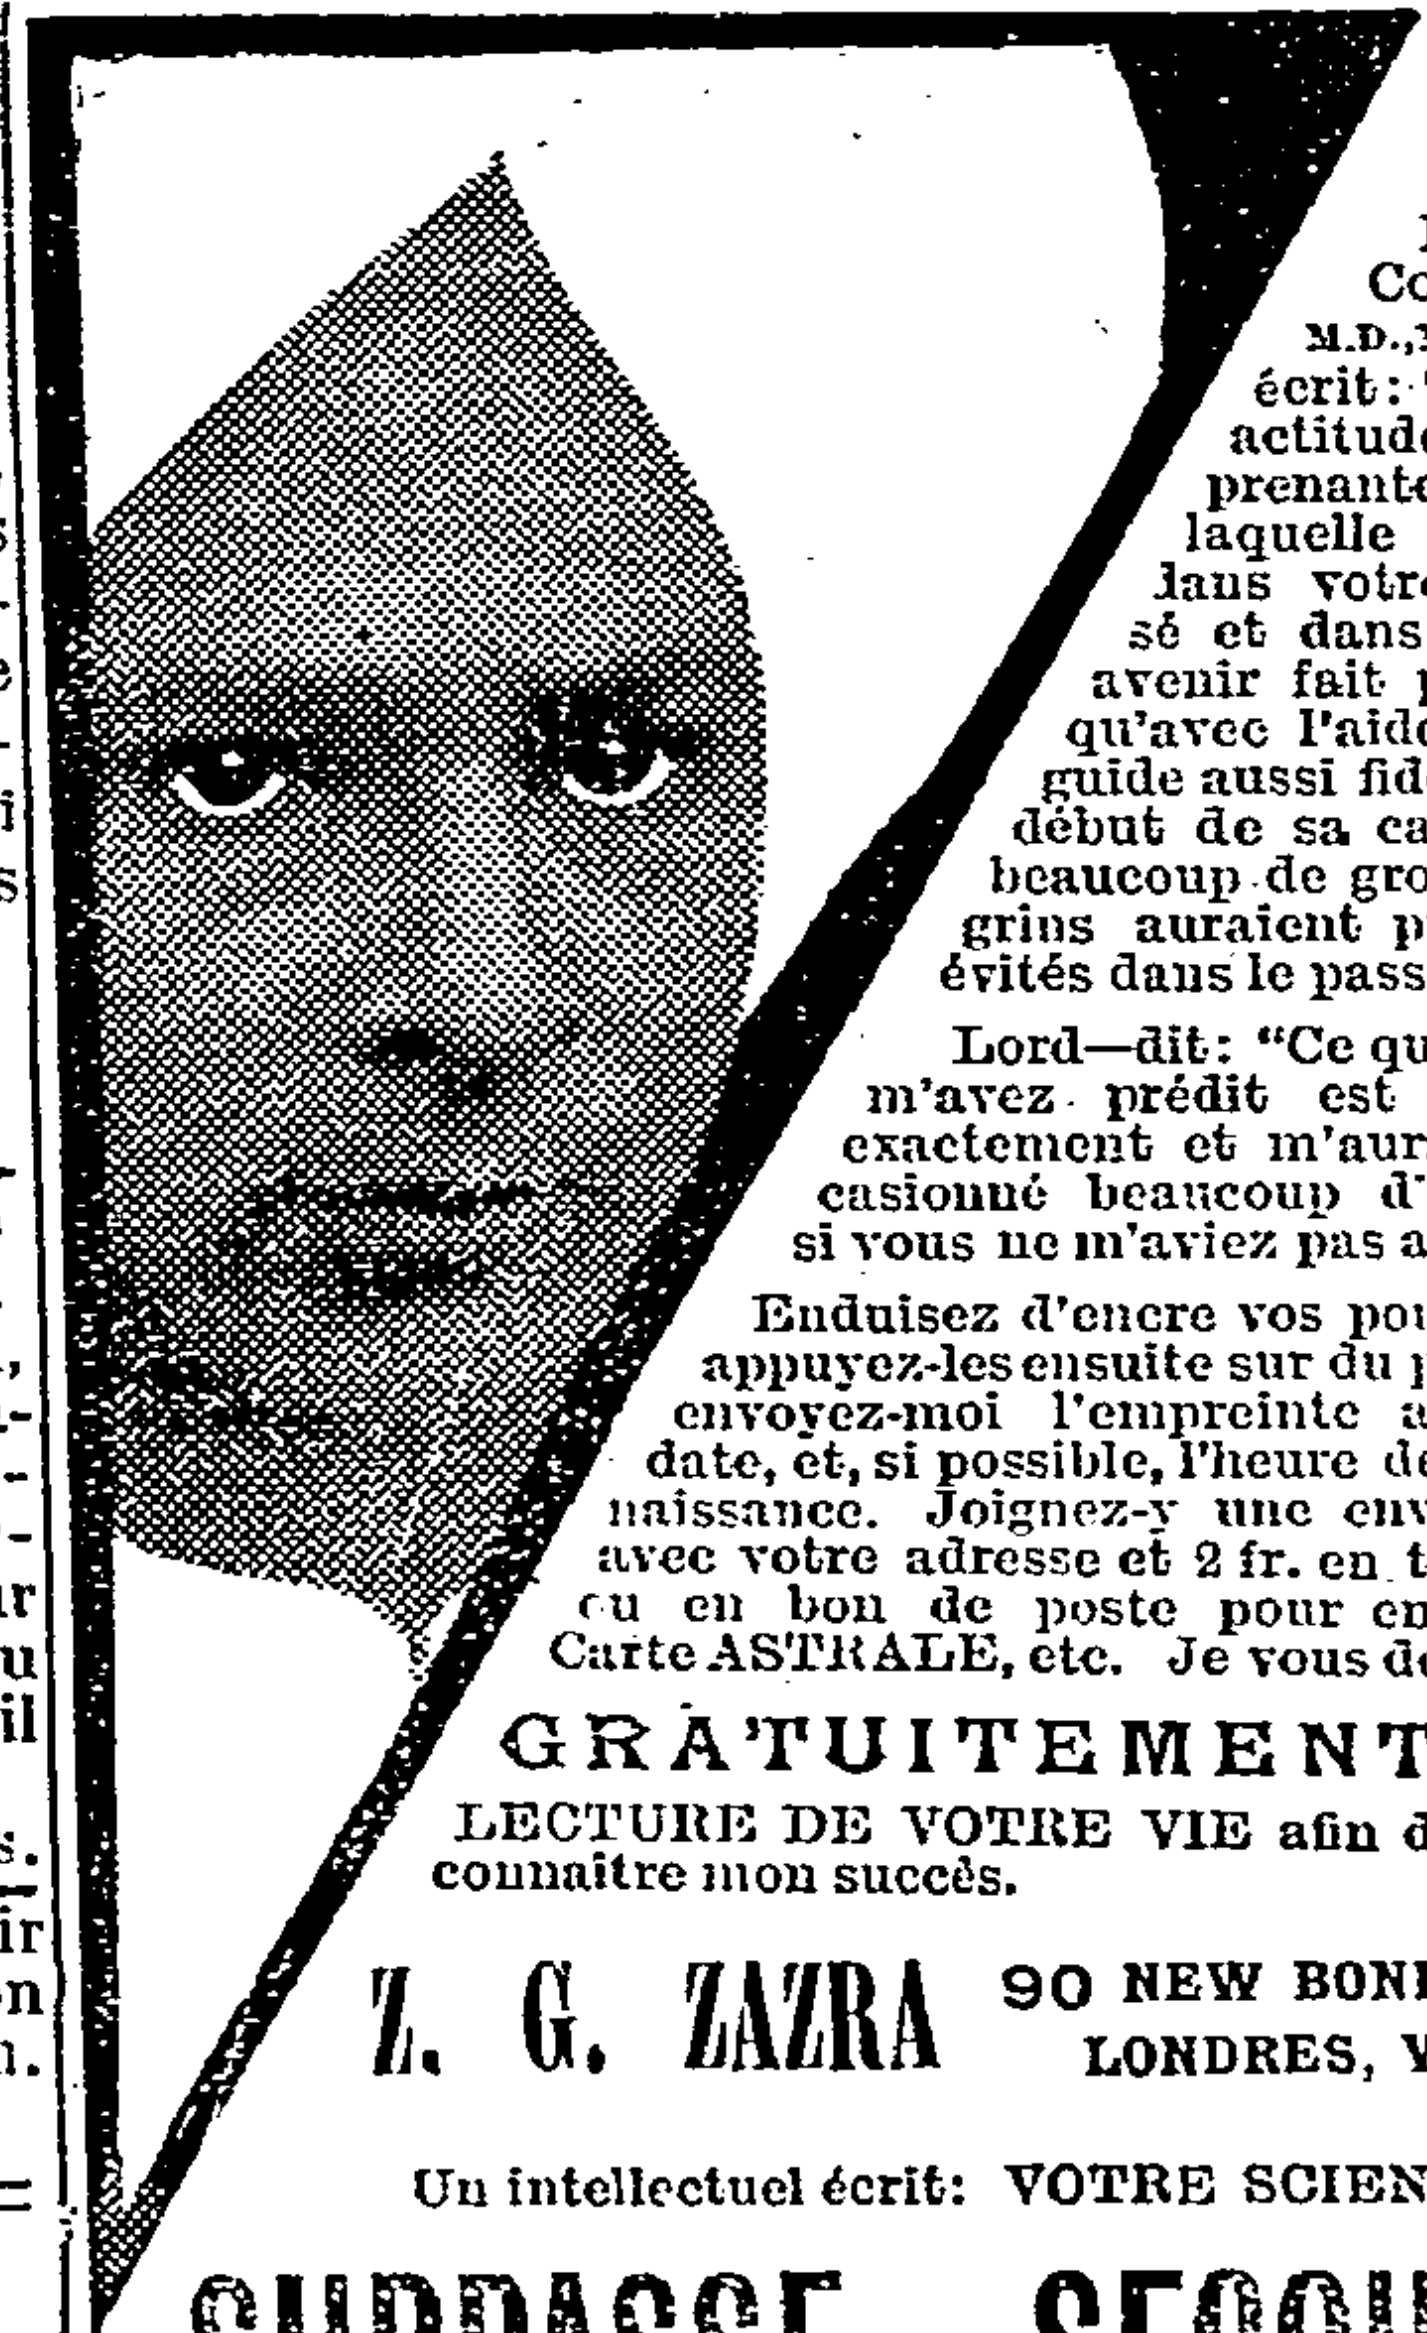 Co
M.D.,
écrit:
actitude
prenante
laquelle
dans votre
sé et dans
avenir fait
qu'avec l'aide
guide aussi fid
début de sa ca
beaucoup de gro
grins auraient p
évités dans le pass
Lord—dit: "Ce qu
m'avez prédit est
exactement et m'aur
casionné beaucoup d'
si vous ne m'aviez pas a
Enduisez d'encre vos pou
appuyez-les ensuite sur du p
envoyez-moi l'empreinte a
date, et, si possible, l'heure de
naissance. Joignez-y une env
avec votre adresse et 2 fr. en t
ou en bon de poste pour en
Carte ASTRALE, etc. Je vous do
GRATUITEMENT
LECTURE DE VOTRE VIE afin d
connaître mon succès.
Z. G. ZAZRA
90 NEW BON
LONDRES,
Un intellectuel écrit: VOTRE SCIEN
SURPASSE